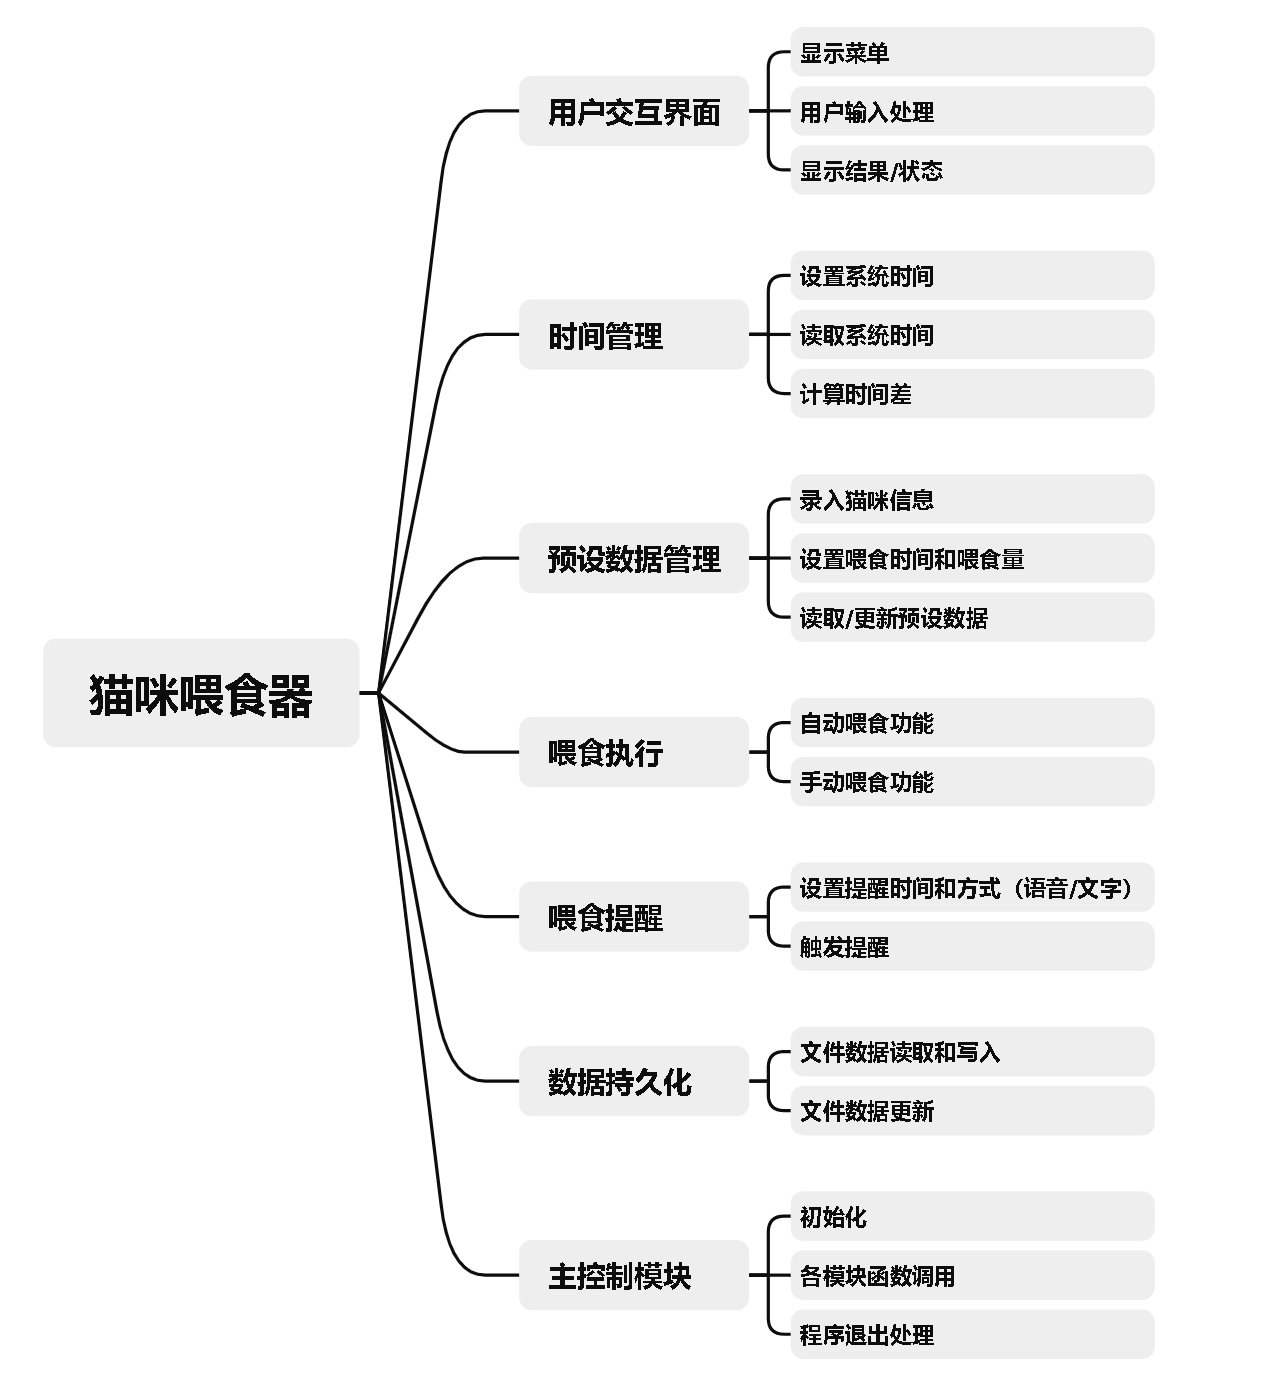 猫咪喂食器
用户交互界面
显示菜单
用户输入处理
显示结果/状态
时间管理
设置系统时间
读取系统时间
计算时间差
预设数据管理
录入猫咪信息
设置喂食时间和喂食量
读取/更新预设数据
喂食执行
自动喂食功能
手动喂食功能
喂食提醒
设置提醒时间和方式（语音/文字）
触发提醒
数据持久化
文件数据读取和写入
文件数据更新
主控制模块
初始化
各模块函数调用
程序退出处理